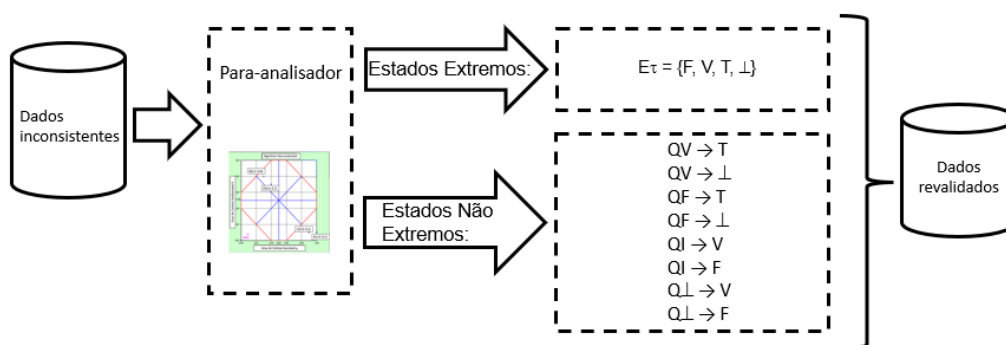 Dados
inconsistentes
Para-analisador
Estados Extremos:
Eτ = {F, V, T, ⊥}
Estados Não
Extremos:
QV → T
QV → ⊥
QF → T
QF → ⊥
QI → V
QI → F
Q⊥ → V
Q⊥ → F
Dados
revalidados